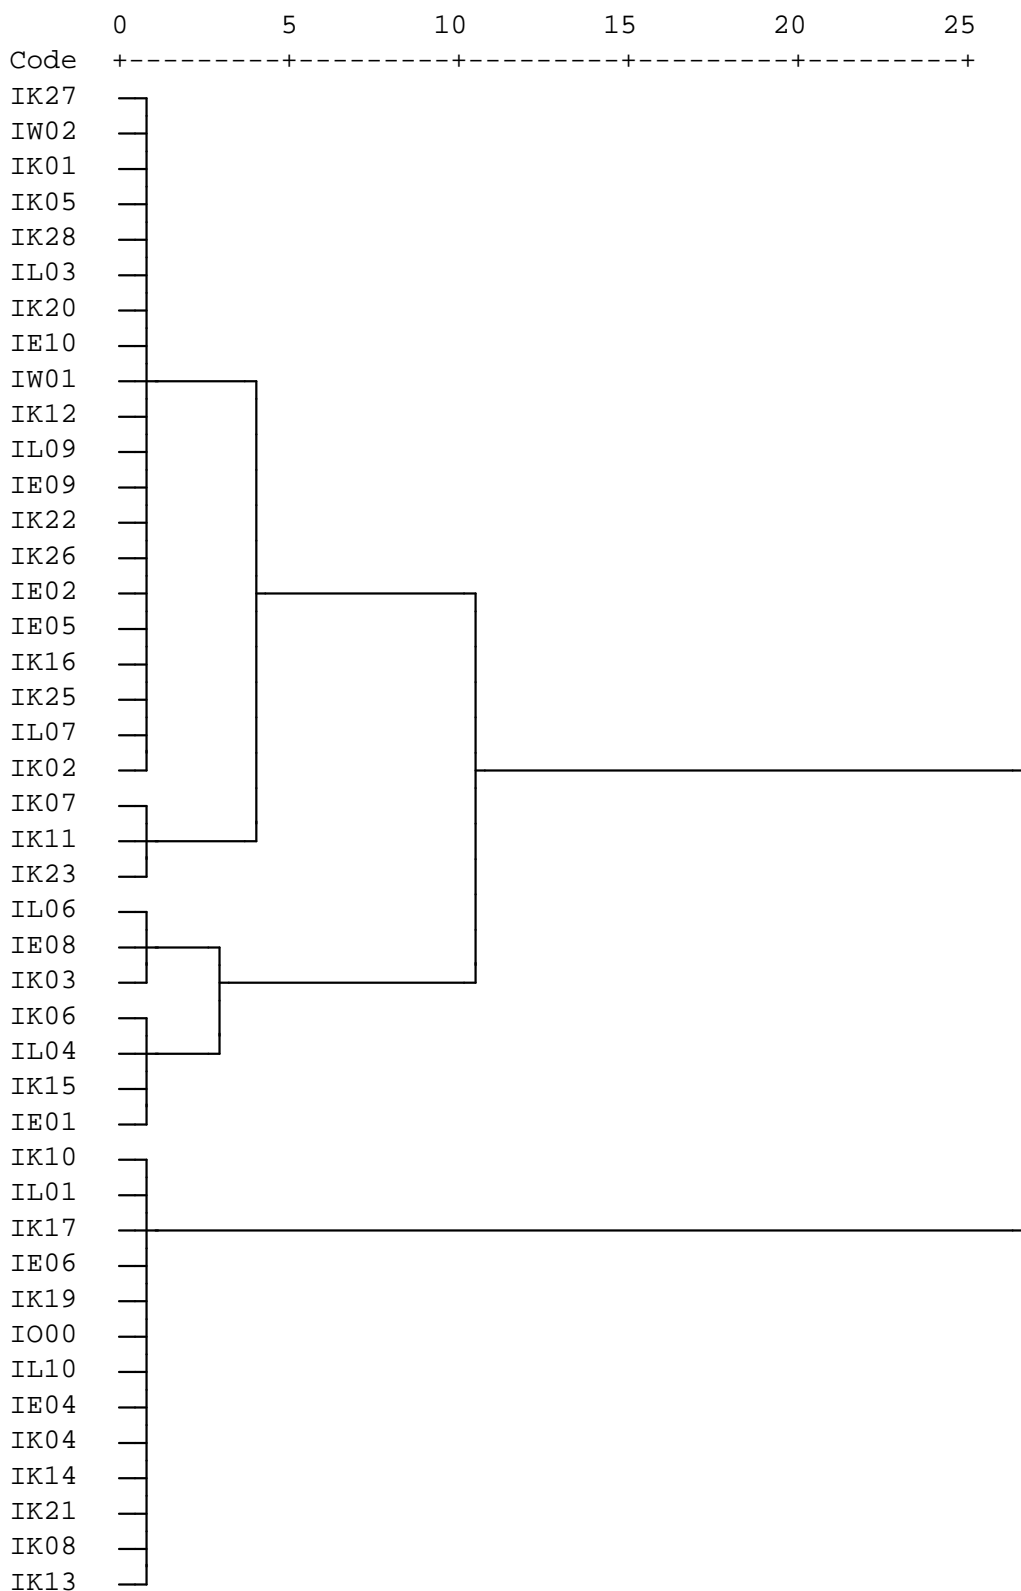 0 5 10 15 20 25
Code +---------+---------+---------+---------+---------+
IK27
IW02
IK01
IK05
IK28
IL03
IK20
IE10
IW01
IK12
IL09
IE09
IK22
IK26
IE02
IE05
IK16
IK25
IL07
IK02
IK07
IK11
IK23
IL06
IE08
IK03
IK06
IL04
IK15
IE01
IK10
IL01
IK17
IE06
IK19
IO00
IL10
IE04
IK04
IK14
IK21
IK08
IK13